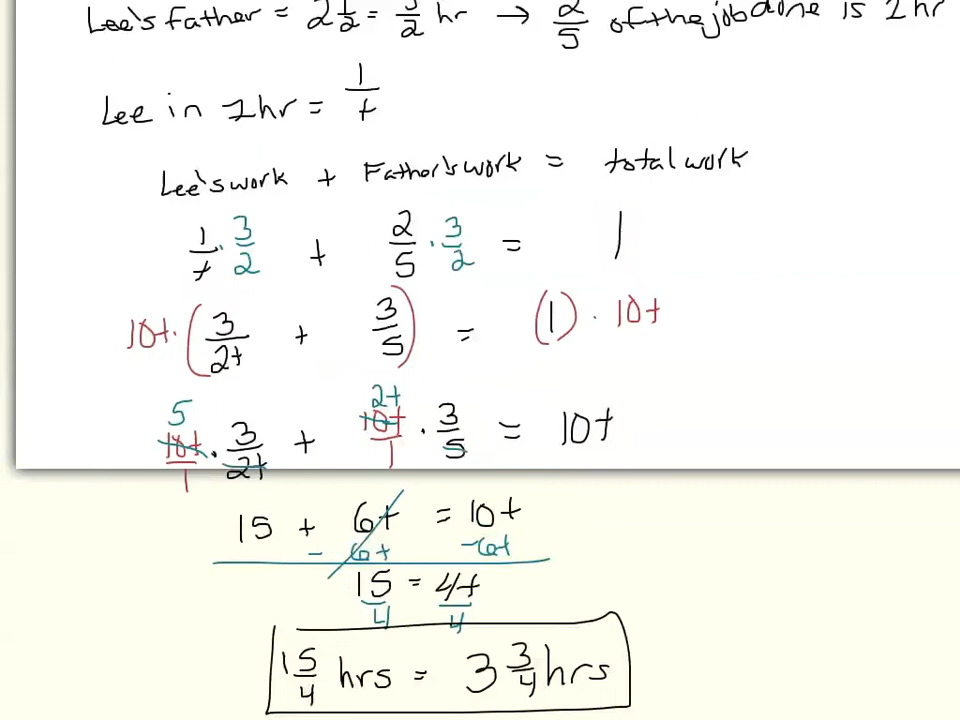 Lee's father = 2 1/2 = 5/2 hr → 2/5 of the job done is 1 hr
Lee in 1hr = 1/t
Lee's work + Father's work = total work
1/t · 3/2 + 2/5 · 3/2 = 1
10t · (3/2t + 3/5) = (1) · 10t
5 2t
10t/1 · 3/2t + 10t/1 · 3/5 = 10t
15 + 6t = 10t
- 6t -6t
15 = 4t
4 4
15/4 hrs = 3 3/4 hrs